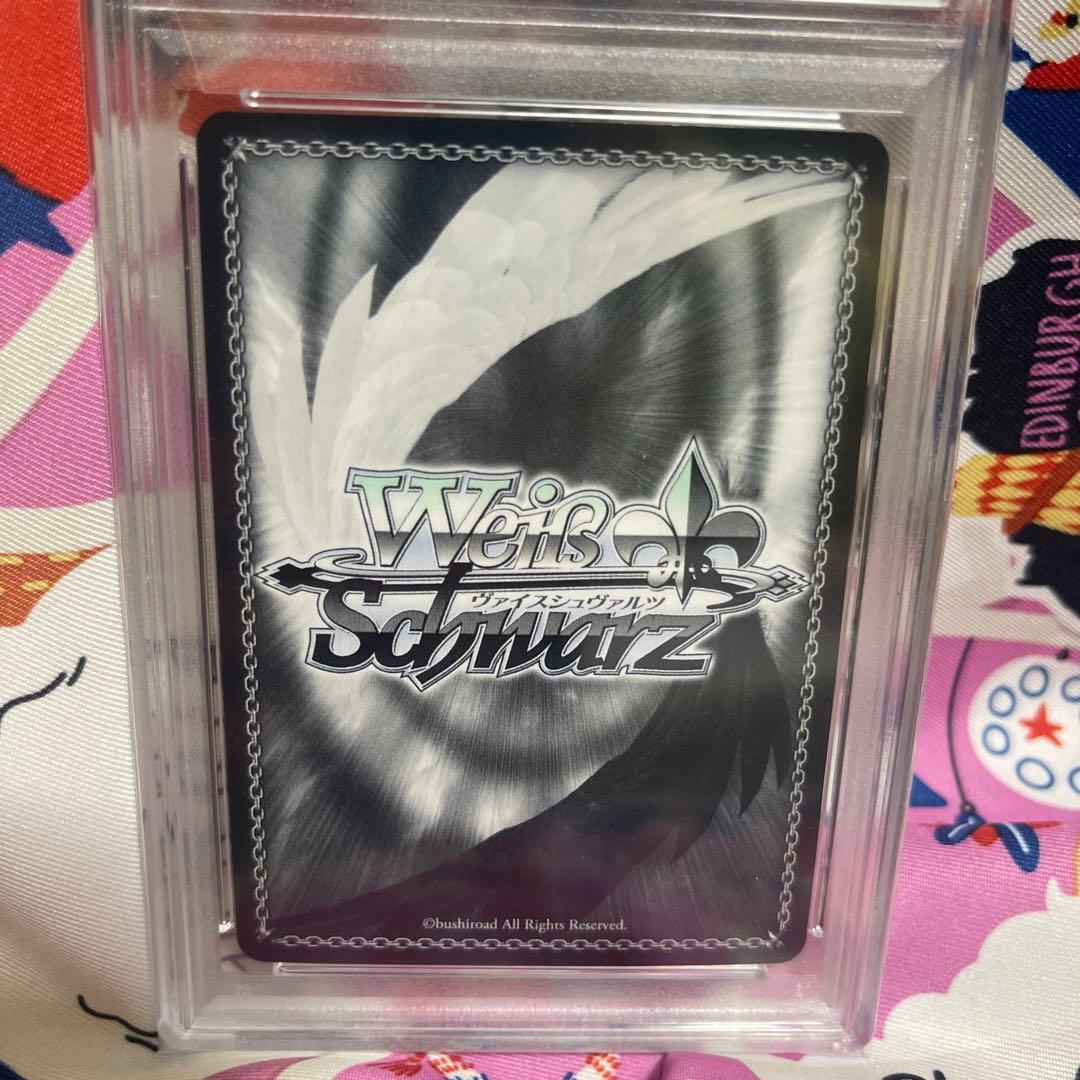 Weiß
ヴァイスシュヴァルツ
Schwarz
©bushiroad All Rights Reserved.
EDINBURGH